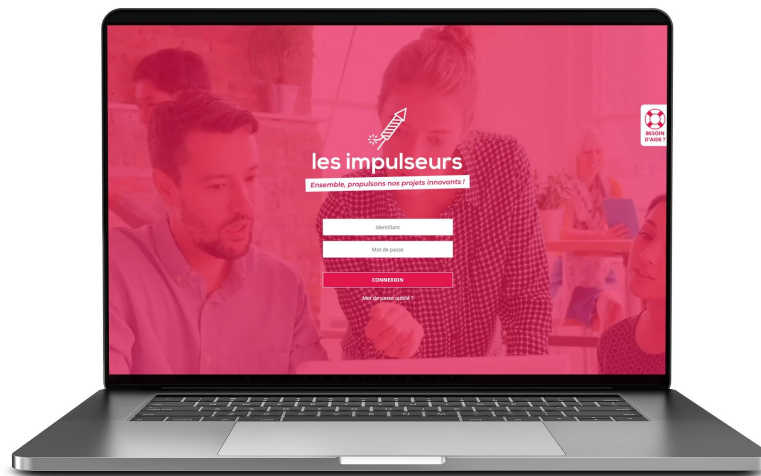 les impulseurs
Ensemble, propulsons nos projets innovants !
BESOIN
D'AIDE ?
Identifiant
Mot de passe
CONNEXION
Mot de passe oublié ?